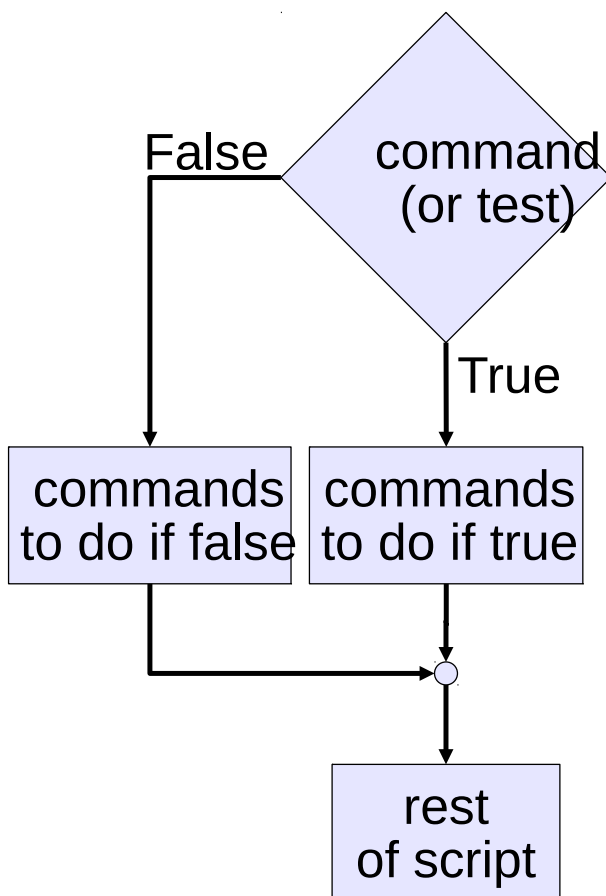 False
command
(or test)
True
commands
to do if false
commands
to do if true
rest
of script